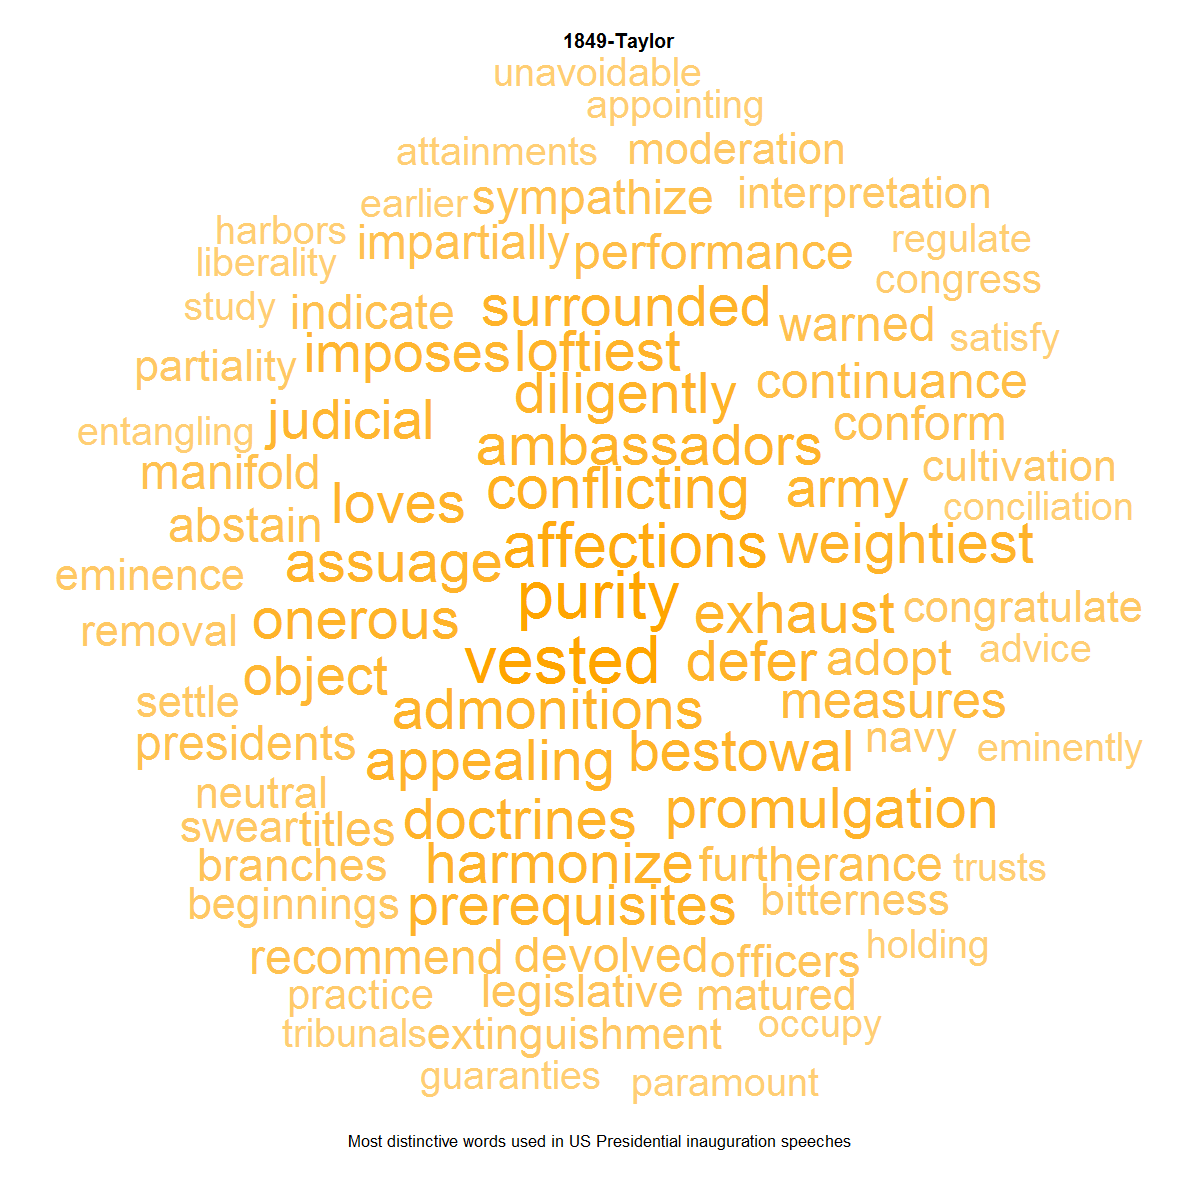 1849-Taylor
unavoidable
appointing
attainments moderation
earlier sympathize interpretation
harbors impartially performance regulate
liberality congress
study indicate surrounded warned satisfy
partiality imposes loftiest
diligently continuance
entangling judicial ambassadors conform
manifold cultivation
loves conflicting army conciliation
abstain
eminence assuage affections weightiest
removal onerous purity exhaust congratulate
object vested defer adopt advice
settle admonitions measures
presidents appealing bestowal navy eminently
neutral
swear titles doctrines promulgation
branches harmonize furtherance trusts
beginnings prerequisites bitterness
recommend devolved officers holding
practice legislative matured
tribunals extinguishment occupy
guaranties paramount
Most distinctive words used in US Presidential inauguration speeches